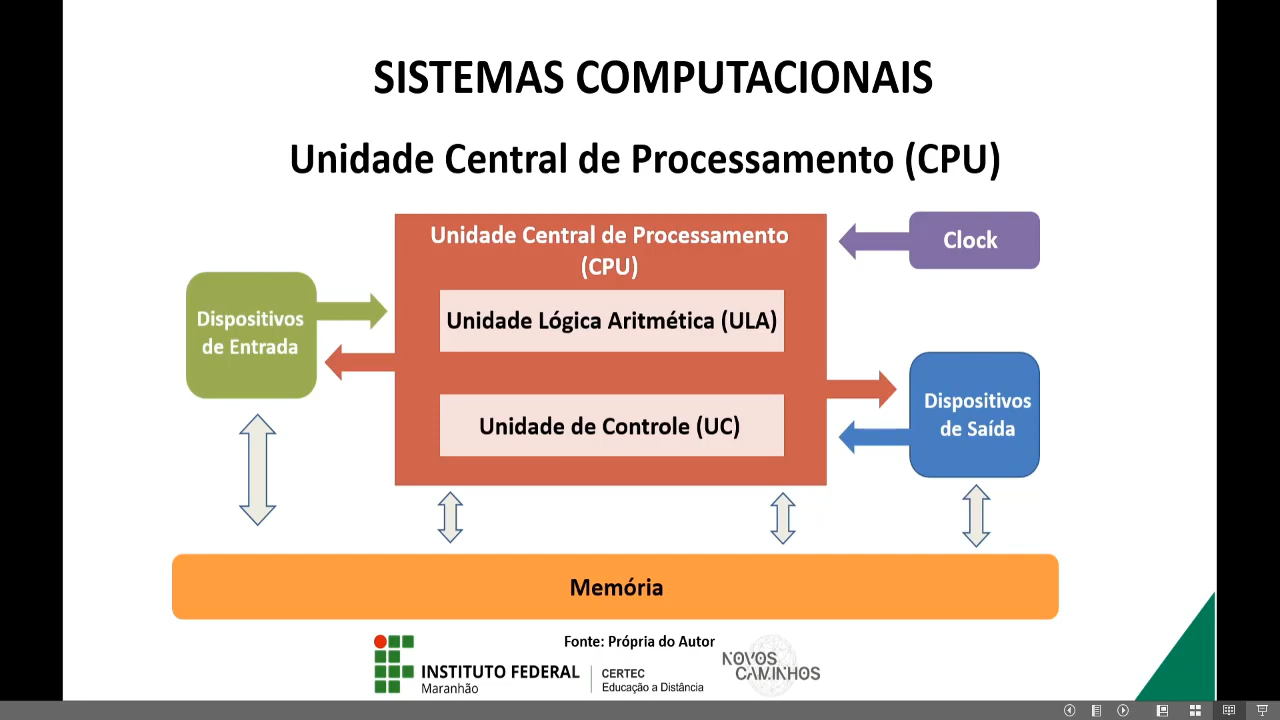 SISTEMAS COMPUTACIONAIS
Unidade Central de Processamento (CPU)
Unidade Central de Processamento
(CPU)
Clock
Dispositivos
de Entrada
Unidade Lógica Aritmética (ULA)
Dispositivos
de Saída
Unidade de Controle (UC)
Memória
Fonte: Própria do Autor
INSTITUTO FEDERAL
Maranhão
CERTEC
Educação a Distância
NOVOS
CAMINHOS